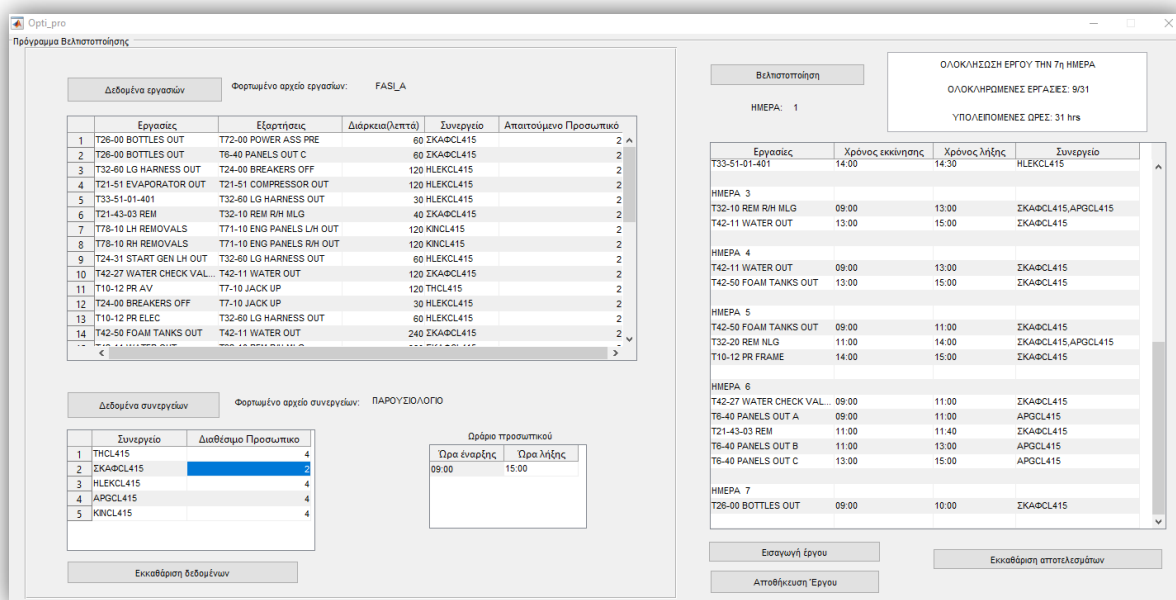 Opti_pro
Πρόγραμμα Βελτιστοποίησης
Δεδομένα εργασιών
Φορτωμένο αρχείο εργασίων: FASI_A
Εργασίες Εξαρτήσεις Διάρκεια(λεπτά) Συνεργείο Απαιτούμενο Προσωπικό
1 T26-00 BOTTLES OUT T72-00 POWER ASS PRE 60 ΣΚΑΦCL415 2
2 T26-00 BOTTLES OUT T6-40 PANELS OUT C 60 ΣΚΑΦCL415 2
3 T32-60 LG HARNESS OUT T24-00 BREAKERS OFF 120 HLEKCL415 2
4 T21-51 EVAPORATOR OUT T21-51 COMPRESSOR OUT 120 HLEKCL415 2
5 T33-51-01-401 T32-60 LG HARNESS OUT 30 HLEKCL415 2
6 T21-43-03 REM T32-10 REM R/H MLG 40 ΣΚΑΦCL415 2
7 T78-10 LH REMOVALS T71-10 ENG PANELS L/H OUT 120 KINCL415 2
8 T78-10 RH REMOVALS T71-10 ENG PANELS R/H OUT 120 KINCL415 2
9 T24-31 START GEN LH OUT T32-60 LG HARNESS OUT 60 HLEKCL415 2
10 T42-27 WATER CHECK VAL... T42-11 WATER OUT 120 ΣΚΑΦCL415 2
11 T10-12 PR AV T7-10 JACK UP 120 THCL415 2
12 T24-00 BREAKERS OFF T7-10 JACK UP 30 HLEKCL415 2
13 T10-12 PR ELEC T32-60 LG HARNESS OUT 60 HLEKCL415 2
14 T42-50 FOAM TANKS OUT T42-11 WATER OUT 240 ΣΚΑΦCL415 2
Δεδομένα συνεργείων
Φορτωμένο αρχείο συνεργείων: ΠΑΡΟΥΣΙΟΛΟΓΙΟ
Συνεργείο Διαθέσιμο Προσωπικο
1 THCL415 4
2 ΣΚΑΦCL415 2
3 HLEKCL415 4
4 APGCL415 4
5 KINCL415 4
Ωράριο προσωπικού
Ώρα έναρξης Ώρα λήξης
09:00 15:00
Εκκαθάριση δεδομένων
Βελτιστοποίηση
ΗΜΕΡΑ: 1
ΟΛΟΚΛΗΣΩΣΗ ΕΡΓΟΥ ΤΗΝ 7η ΗΜΕΡΑ
ΟΛΟΚΛΗΡΩΜΕΝΕΣ ΕΡΓΑΣΙΕΣ: 9/31
ΥΠΟΛΕΙΠΟΜΕΝΕΣ ΩΡΕΣ: 31 hrs
Εργασίες Χρόνος εκκίνησης Χρόνος λήξης Συνεργείο
T33-51-01-401 14:00 14:30 HLEKCL415
ΗΜΕΡΑ 3
T32-10 REM R/H MLG 09:00 13:00 ΣΚΑΦCL415,APGCL415
T42-11 WATER OUT 13:00 15:00 ΣΚΑΦCL415
ΗΜΕΡΑ 4
T42-11 WATER OUT 09:00 13:00 ΣΚΑΦCL415
T42-50 FOAM TANKS OUT 13:00 15:00 ΣΚΑΦCL415
ΗΜΕΡΑ 5
T42-50 FOAM TANKS OUT 09:00 11:00 ΣΚΑΦCL415
T32-20 REM NLG 11:00 14:00 ΣΚΑΦCL415,APGCL415
T10-12 PR FRAME 14:00 15:00 ΣΚΑΦCL415
ΗΜΕΡΑ 6
T42-27 WATER CHECK VAL... 09:00 11:00 ΣΚΑΦCL415
T6-40 PANELS OUT A 09:00 11:00 APGCL415
T21-43-03 REM 11:00 11:40 ΣΚΑΦCL415
T6-40 PANELS OUT B 11:00 13:00 APGCL415
T6-40 PANELS OUT C 13:00 15:00 APGCL415
ΗΜΕΡΑ 7
T26-00 BOTTLES OUT 09:00 10:00 ΣΚΑΦCL415
Εισαγωγή έργου
Εκκαθάριση αποτελεσμάτων
Αποθήκευση Έργου